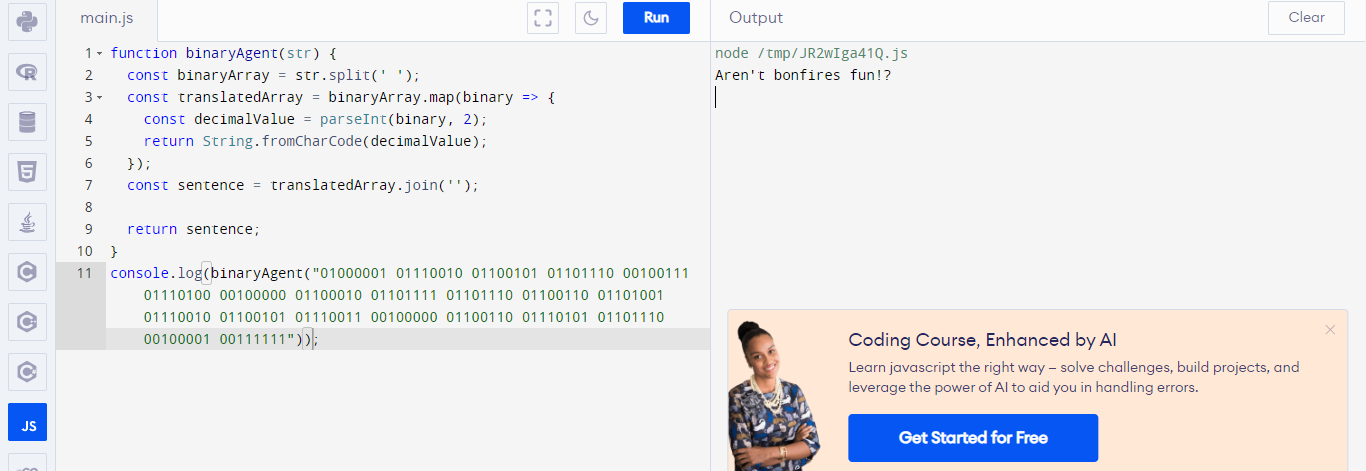 main.js
Run
Output
Clear
1 function binaryAgent(str) {
2   const binaryArray = str.split(' ');
3   const translatedArray = binaryArray.map(binary => {
4     const decimalValue = parseInt(binary, 2);
5     return String.fromCharCode(decimalValue);
6   });
7   const sentence = translatedArray.join('');
8
9   return sentence;
10 }
11 console.log(binaryAgent("01000001 01110010 01100101 01101110 00100111
01110100 00100000 01100010 01101111 01101110 01100110 01101001
01110010 01100101 01110011 00100000 01100110 01110101 01101110
00100001 00111111"));
node /tmp/JR2wIga41Q.js
Aren't bonfires fun!?
R
5
C
C
C
JS
Coding Course, Enhanced by AI
Learn javascript the right way – solve challenges, build projects, and
leverage the power of AI to aid you in handling errors.
Get Started for Free